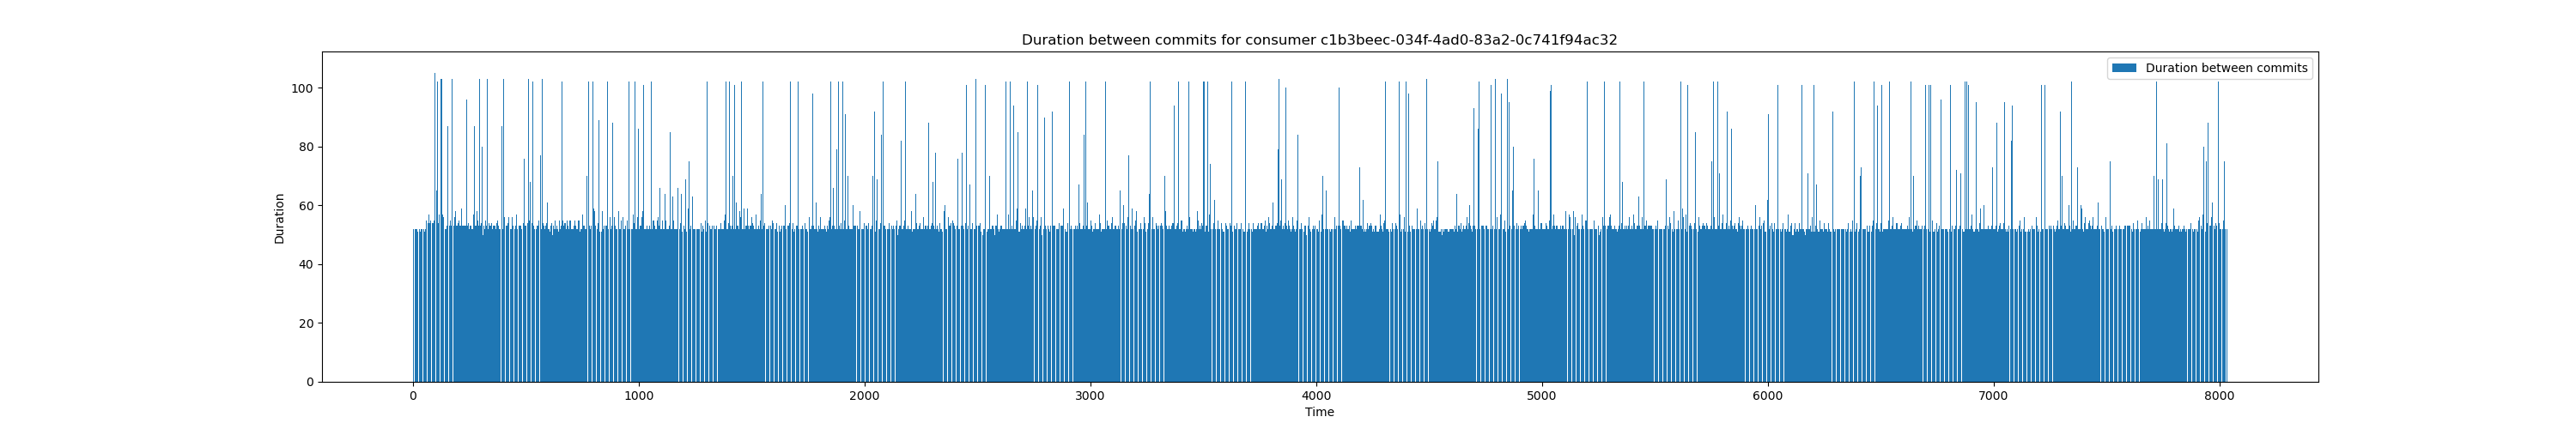 Duration between commits for consumer c1b3beec-034f-4ad0-83a2-0c741f94ac32
Duration between commits
100
80
60
40
20
0
Duration
0 1000 2000 3000 4000 5000 6000 7000 8000
Time